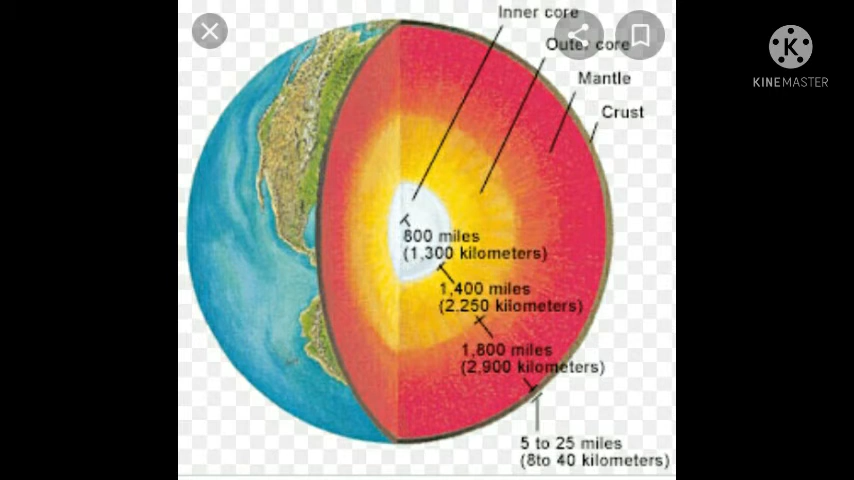 Inner core
Outer core
Mantle
Crust
KINEMASTER
800 miles
(1,300 kilometers)
1,400 miles
(2,250 kilometers)
1,800 miles
(2,900 kilometers)
5 to 25 miles
(8to 40 kilometers)